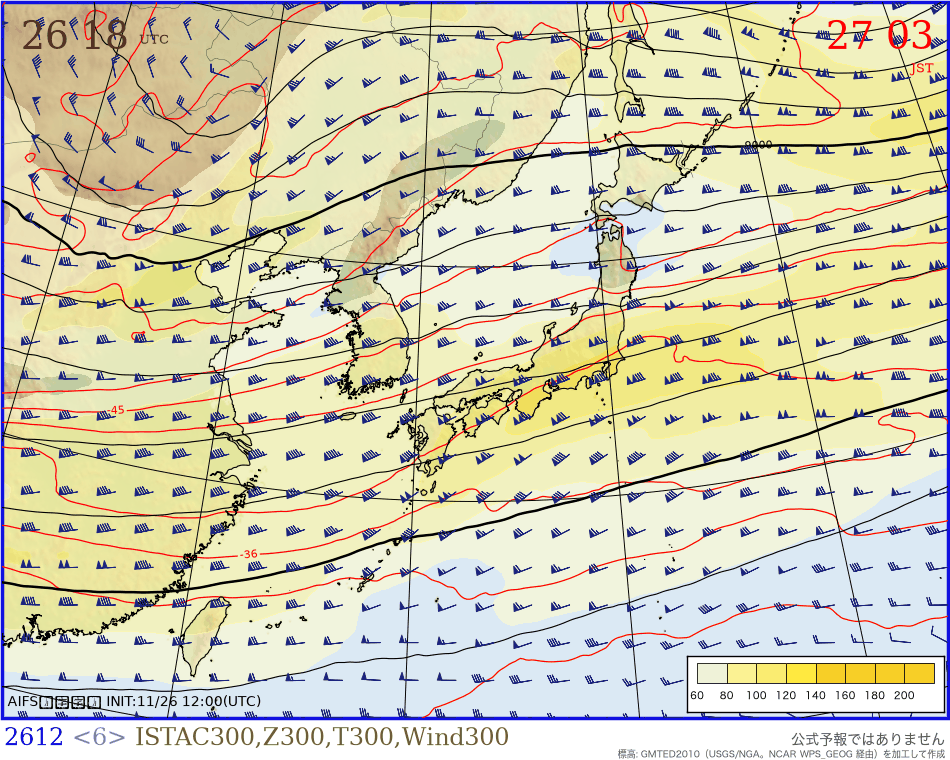 26 18 UTC
27 03
JST
9000
-45
-36
60 80 100 120 140 160 180 200
AIFS INIT:11/26 12:00(UTC)
2612 <6> ISTAC300,Z300,T300,Wind300
公式予報ではありません
標高: GMTED2010（USGS/NGA。NCAR WPS_GEOG 経由）を加工して作成